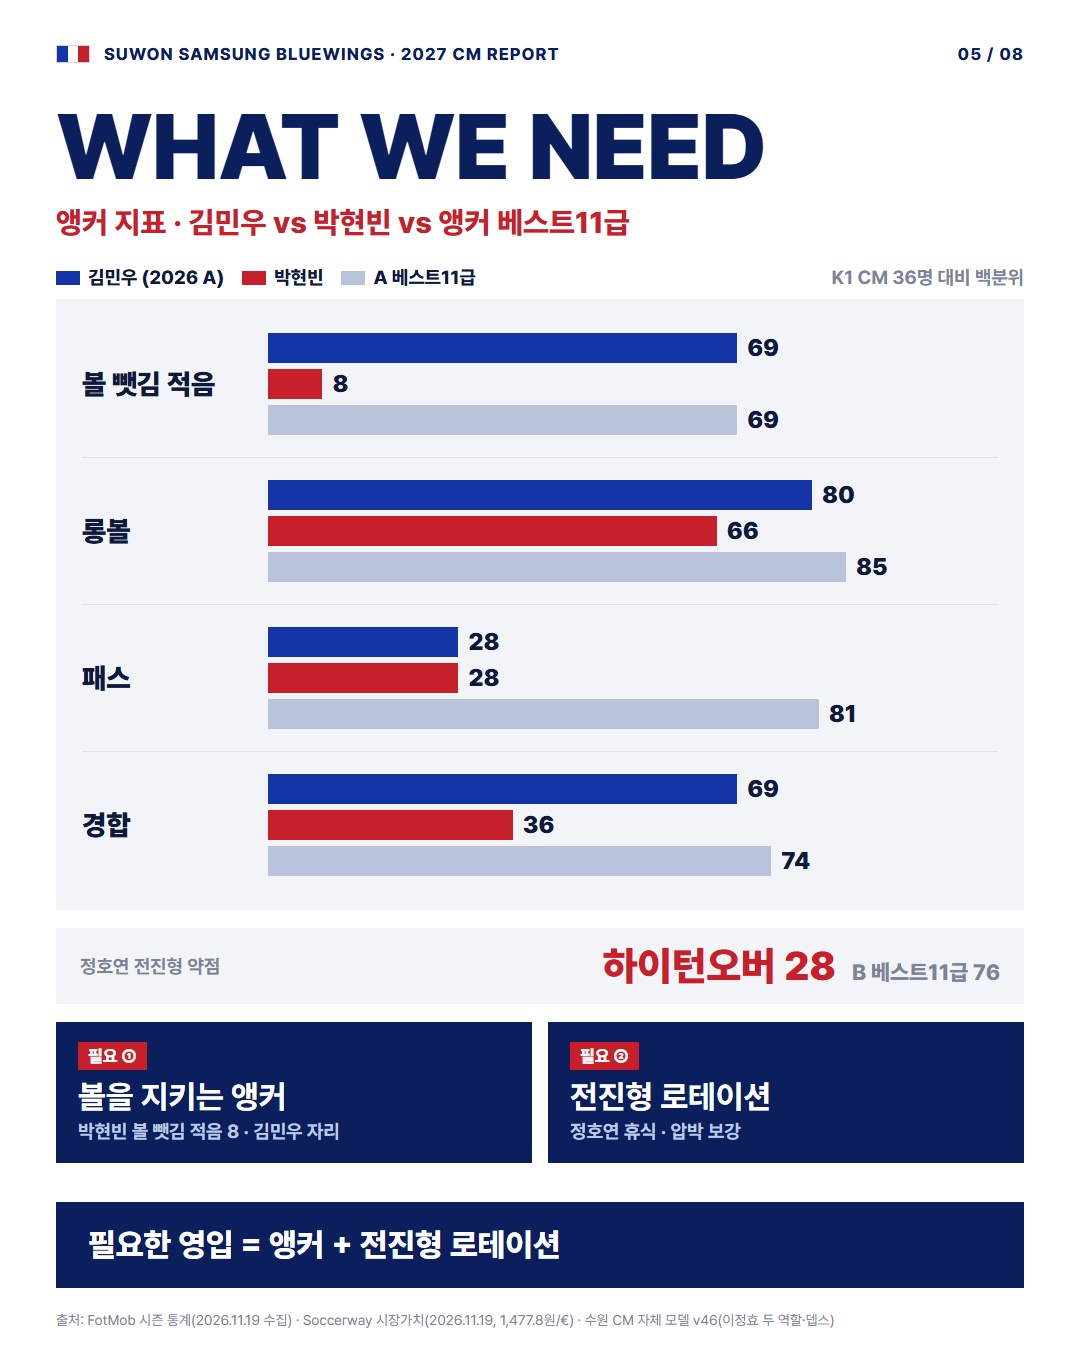 SUWON SAMSUNG BLUEWINGS · 2027 CM REPORT
05 / 08
WHAT WE NEED
앵커 지표 · 김민우 vs 박현빈 vs 앵커 베스트11급
김민우 (2026 A) 박현빈 A 베스트11급
K1 CM 36명 대비 백분위
볼 뺏김 적음
69
8
69
롱볼
80
66
85
패스
28
28
81
경합
69
36
74
정호연 전진형 약점
하이턴오버 28 B 베스트11급 76
필요 ①
볼을 지키는 앵커
박현빈 볼 뺏김 적음 8 · 김민우 자리
필요 ②
전진형 로테이션
정호연 휴식 · 압박 보강
필요한 영입 = 앵커 + 전진형 로테이션
출처: FotMob 시즌 통계(2026.11.19 수집) · Soccerway 시장가치(2026.11.19, 1,477.8원/€) · 수원 CM 자체 모델 v46(이정효 두 역할·뎁스)